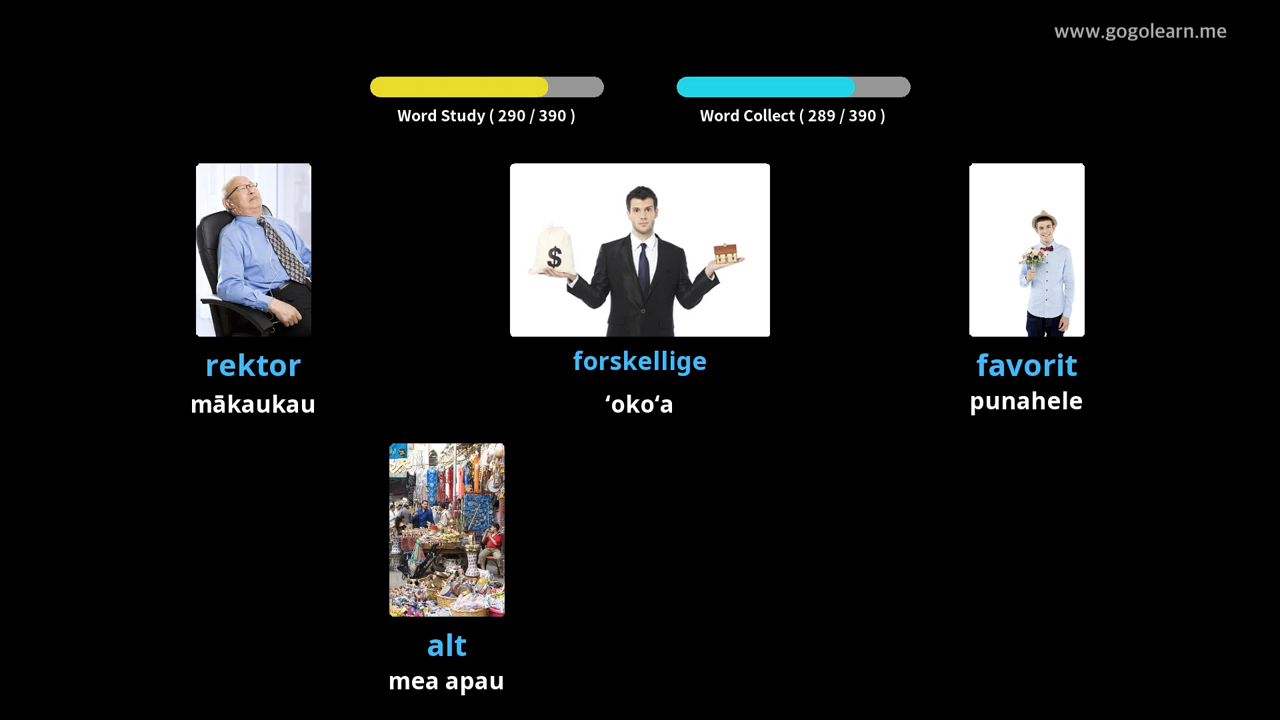 www.gogolearn.me
Word Study ( 290 / 390 )
Word Collect ( 289 / 390 )
$
rektor
mākaukau
forskellige
ʻokoʻa
favorit
punahele
alt
mea apau